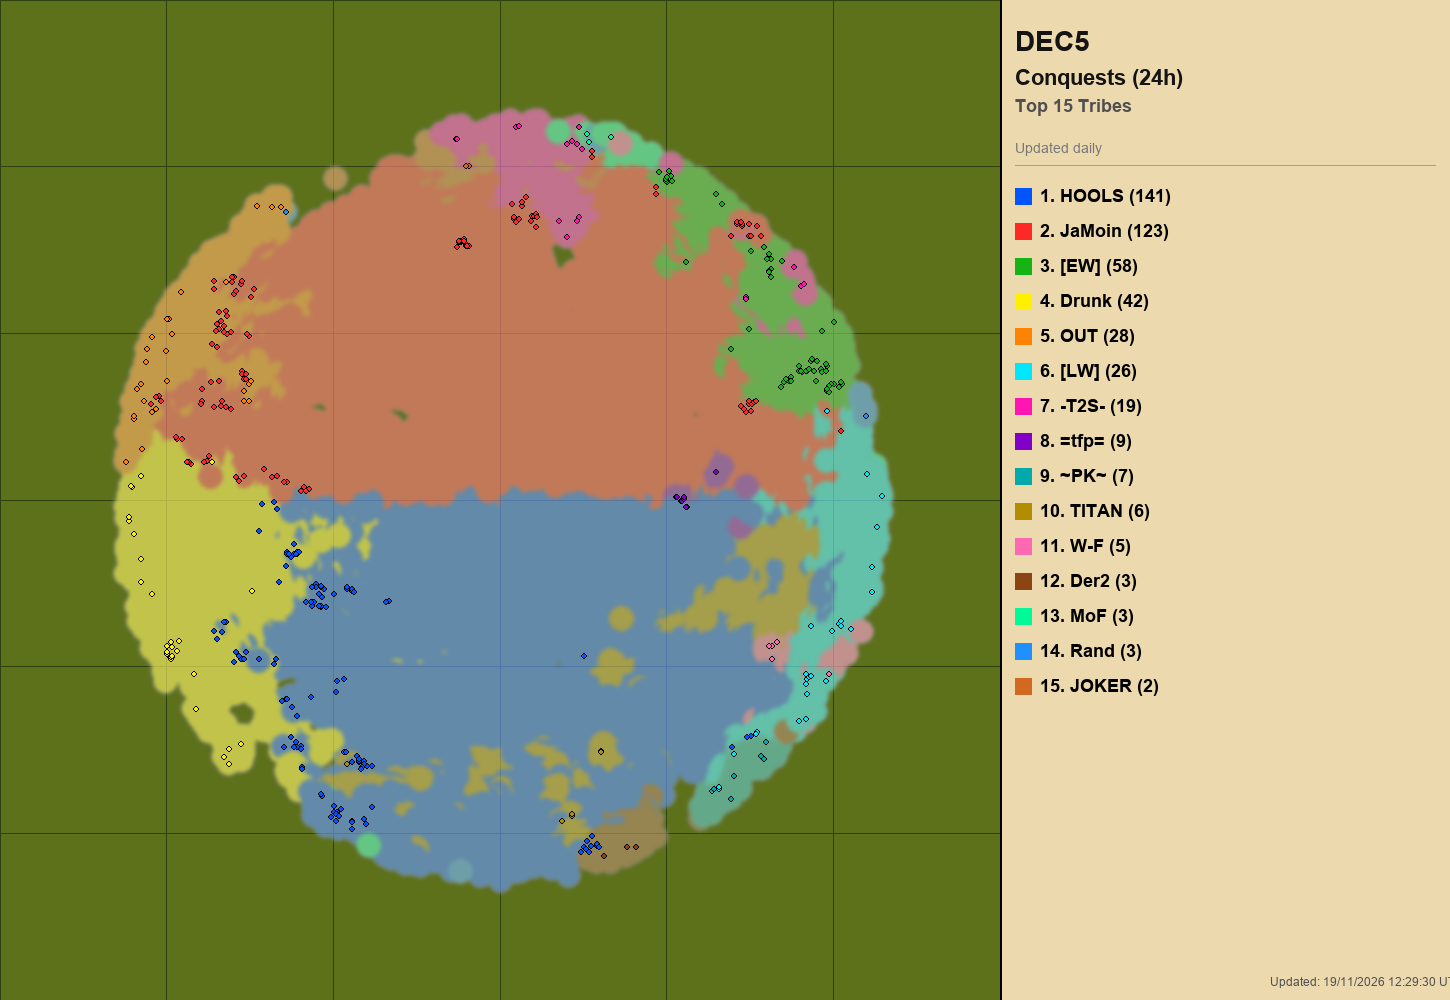 DEC5
Conquests (24h)
Top 15 Tribes
Updated daily
1. HOOLS (141)
2. JaMoin (123)
3. [EW] (58)
4. Drunk (42)
5. OUT (28)
6. [LW] (26)
7. -T2S- (19)
8. =tfp= (9)
9. ~PK~ (7)
10. TITAN (6)
11. W-F (5)
12. Der2 (3)
13. MoF (3)
14. Rand (3)
15. JOKER (2)
Updated: 19/11/2026 12:29:30